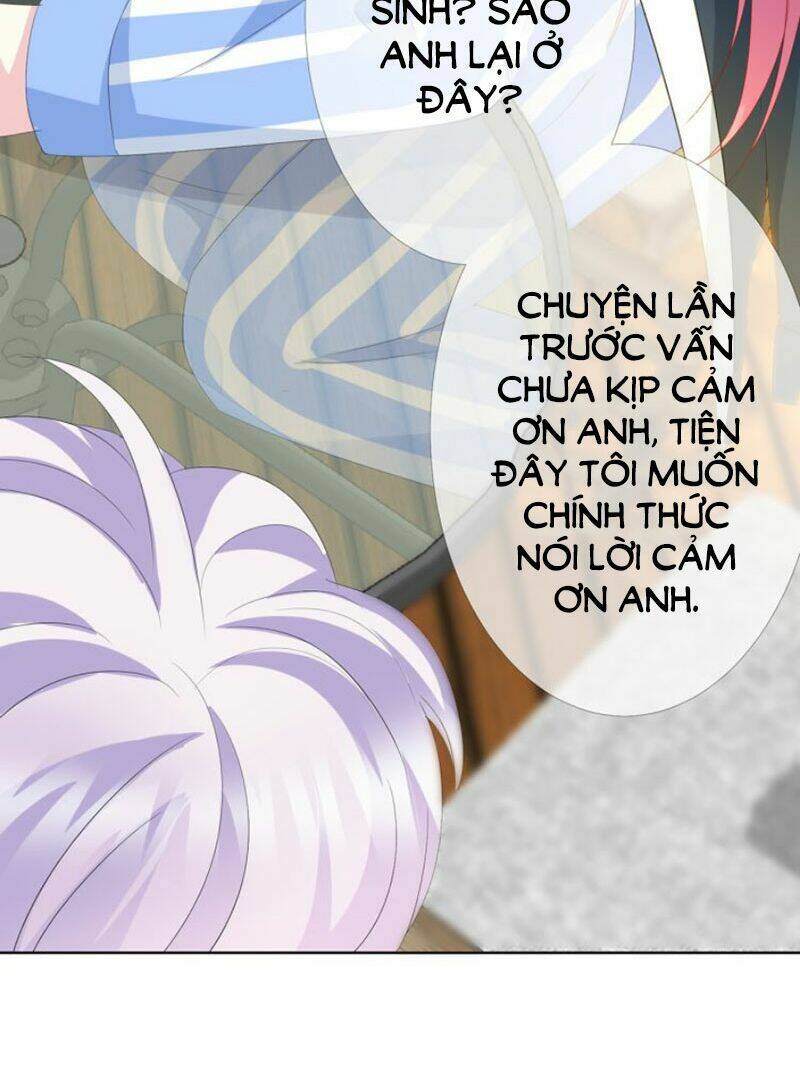 SINH? SAO
ANH LẠI Ở
ĐÂY?
CHUYỆN LẦN
TRƯỚC VẪN
CHƯA KỊP CẢM
ƠN ANH, TIỆN
ĐÂY TÔI MUỐN
CHÍNH THỨC
NÓI LỜI CẢM
ƠN ANH.